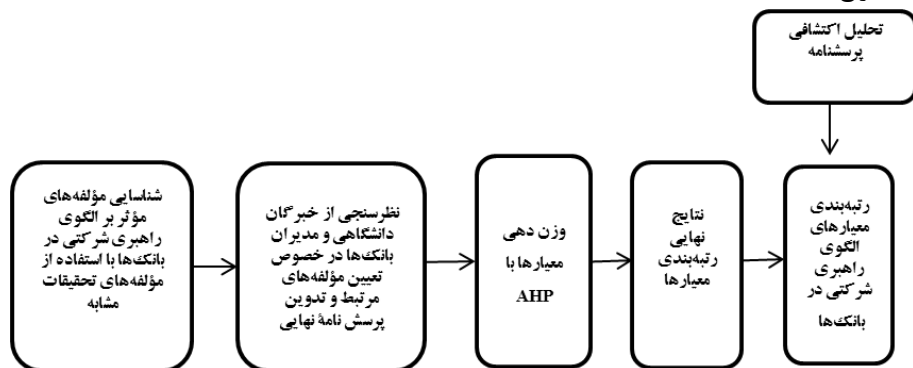 تحلیل اکتشافی
پرسشنامه
شناسایی مؤلفه‌های
مؤثر بر الگوی
راهبری شرکتی در
بانک‌ها با استفاده از
مؤلفه‌های تحقیقات
مشابه
نظرسنجی از خبرگان
دانشگاهی و مدیران
بانک‌ها در خصوص
تعیین مؤلفه‌های
مرتبط و تدوین
پرسش نامهٔ نهایی
وزن دهی
معیارها با
AHP
نتایج
نهایی
رتبه‌بندی
معیارها
رتبه‌بندی
معیارهای
الگوی
راهبری
شرکتی در
بانک‌ها